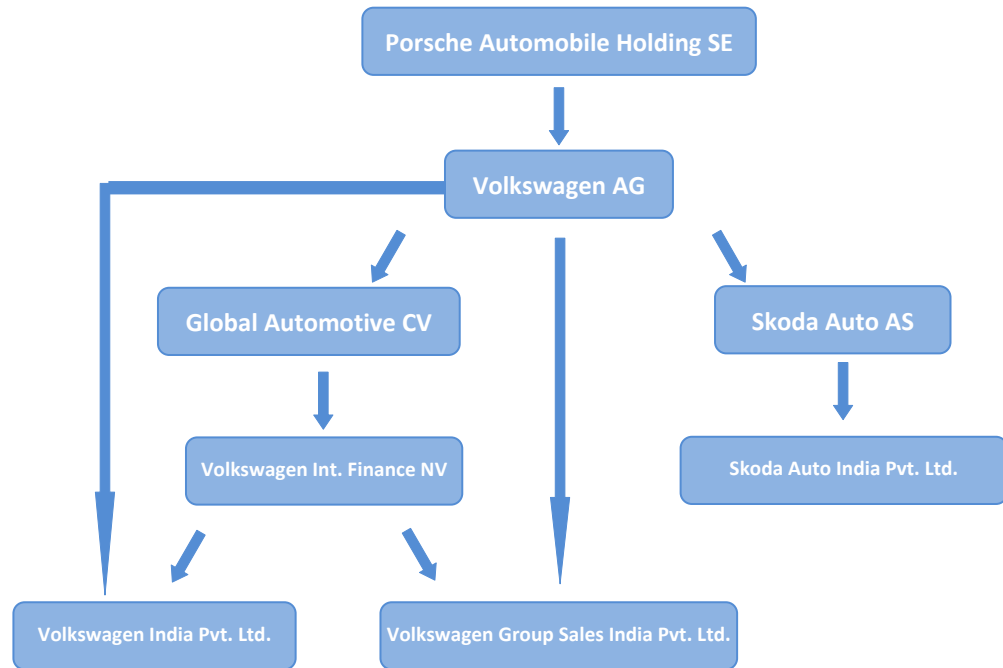 Porsche Automobile Holding SE
Volkswagen AG
Global Automotive CV
Skoda Auto AS
Volkswagen Int. Finance NV
Skoda Auto India Pvt. Ltd.
Volkswagen India Pvt. Ltd.
Volkswagen Group Sales India Pvt. Ltd.